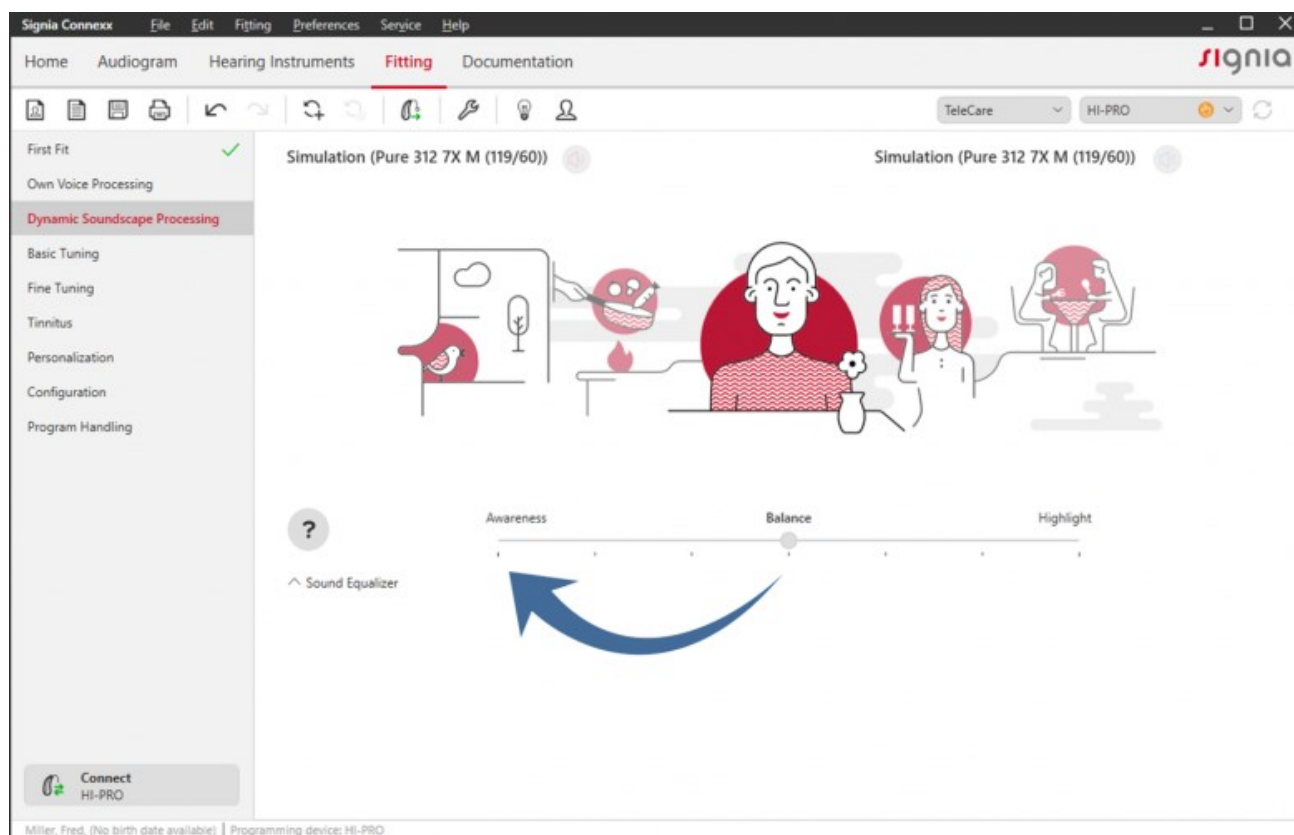 Signia Connexx File Edit Fitting Preferences Service Help
Home Audiogram Hearing Instruments Fitting Documentation
signia
TeleCare HI-PRO
First Fit
Own Voice Processing
Dynamic Soundscape Processing
Basic Tuning
Fine Tuning
Tinnitus
Personalization
Configuration
Program Handling
Simulation (Pure 312 7X M (119/60)) Simulation (Pure 312 7X M (119/60))
Awareness Balance Highlight
?
Sound Equalizer
Connect
HI-PRO
Miller, Fred, (No birth date available) | Programming device: HI-PRO